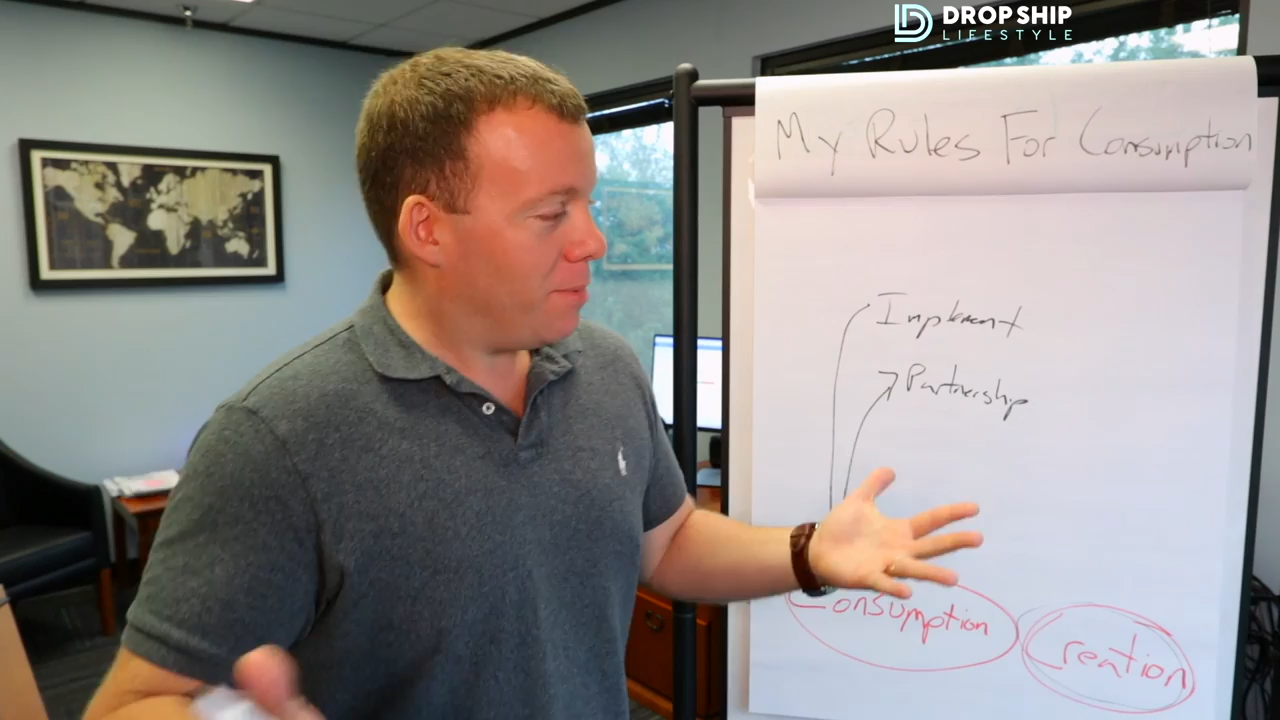 DROP SHIP
LIFESTYLE
My Rules For Consumption
Implement
Partnership
Consumption
Creation